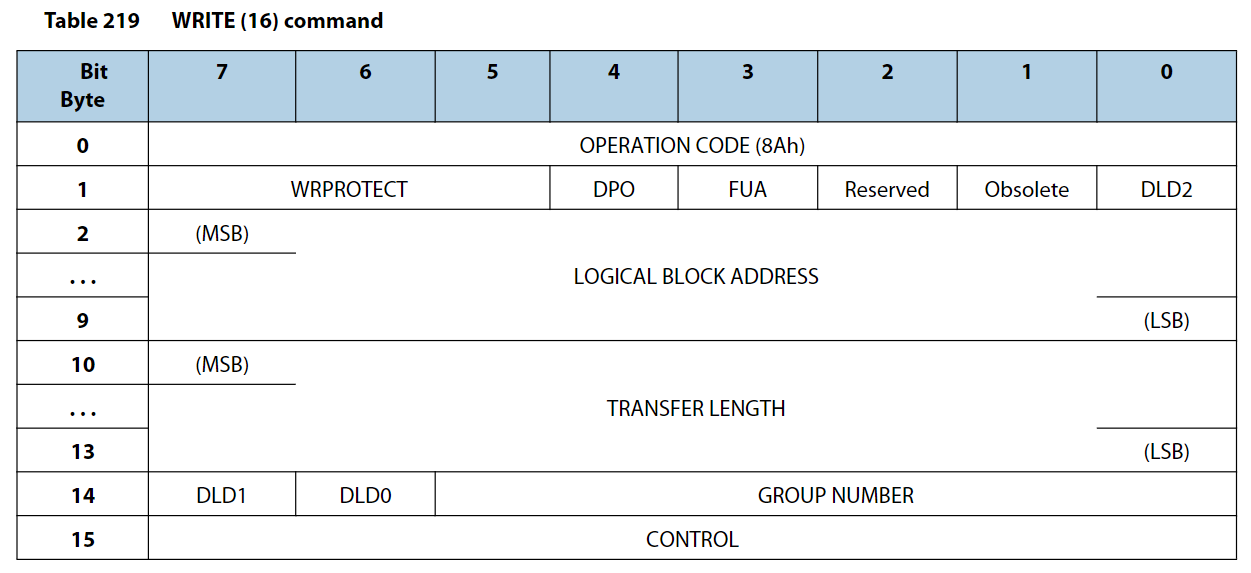 Table 219 WRITE (16) command
Bit 7 6 5 4 3 2 1 0
Byte
0 OPERATION CODE (8Ah)
1 WRPROTECT DPO FUA Reserved Obsolete DLD2
2 (MSB)
... LOGICAL BLOCK ADDRESS
9 (LSB)
10 (MSB)
... TRANSFER LENGTH
13 (LSB)
14 DLD1 DLD0 GROUP NUMBER
15 CONTROL